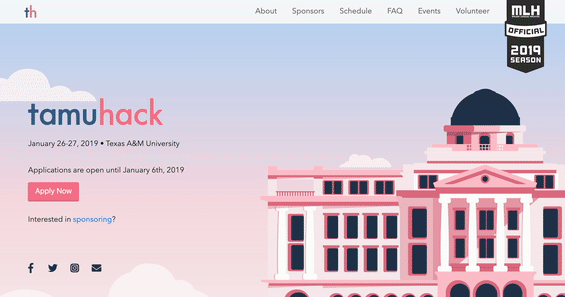 th
About Sponsors Schedule FAQ Events Volunteer
MLH
OFFICIAL
2019
SEASON
tamuhack
January 26-27, 2019 • Texas A&M University
Applications are open until January 6th, 2019
Apply Now
Interested in sponsoring?